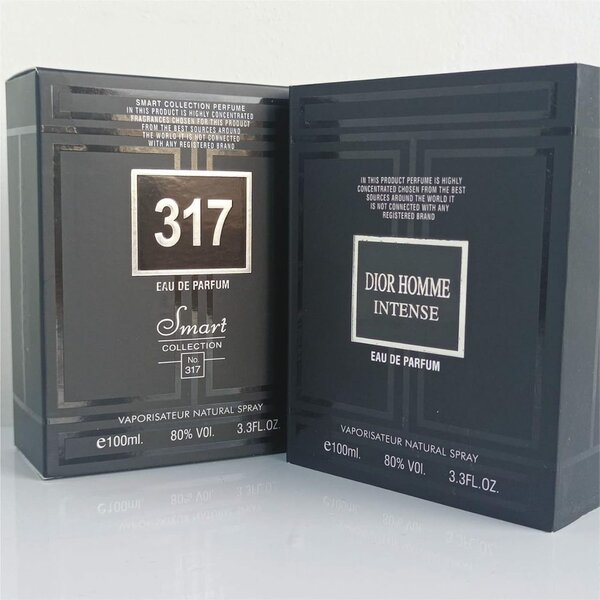 SMART COLLECTION PERFUME
IN THIS PRODUCT IS HIGHLY CONCENTRATED
FRAGRANCES CHOSEN FOR THIS PRODUCT
FROM THE BEST SOURCES AROUND
THE WORLD IT IS NOT CONNECTED
WITH ANY REGISTERED BRAND
317
EAU DE PARFUM
Smart
COLLECTION
No.
317
VAPORISATEUR NATURAL SPRAY
e100ml. 80% VOl. 3.3FL.OZ.
IN THIS PRODUCT PERFUME IS HIGHLY
CONCENTRATED CHOSEN FROM THE BEST
SOURCES AROUND THE WORLD IT
IS NOT CONNECTED WITH ANY
REGISTERED BRAND
DIOR HOMME
INTENSE
EAU DE PARFUM
VAPORISATEUR NATURAL SPRAY
e100ml. 80% VOl. 3.3FL.OZ.